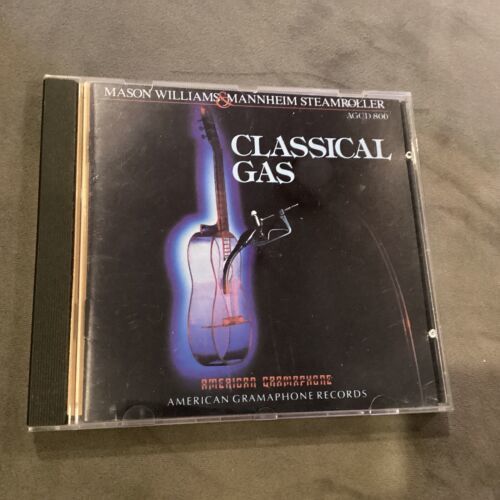 MASON WILLIAMS & MANNHEIM STEAMROLLER
AGCD 800
CLASSICAL
GAS
AMERICAN GRAMAPHONE
AMERICAN GRAMAPHONE RECORDS